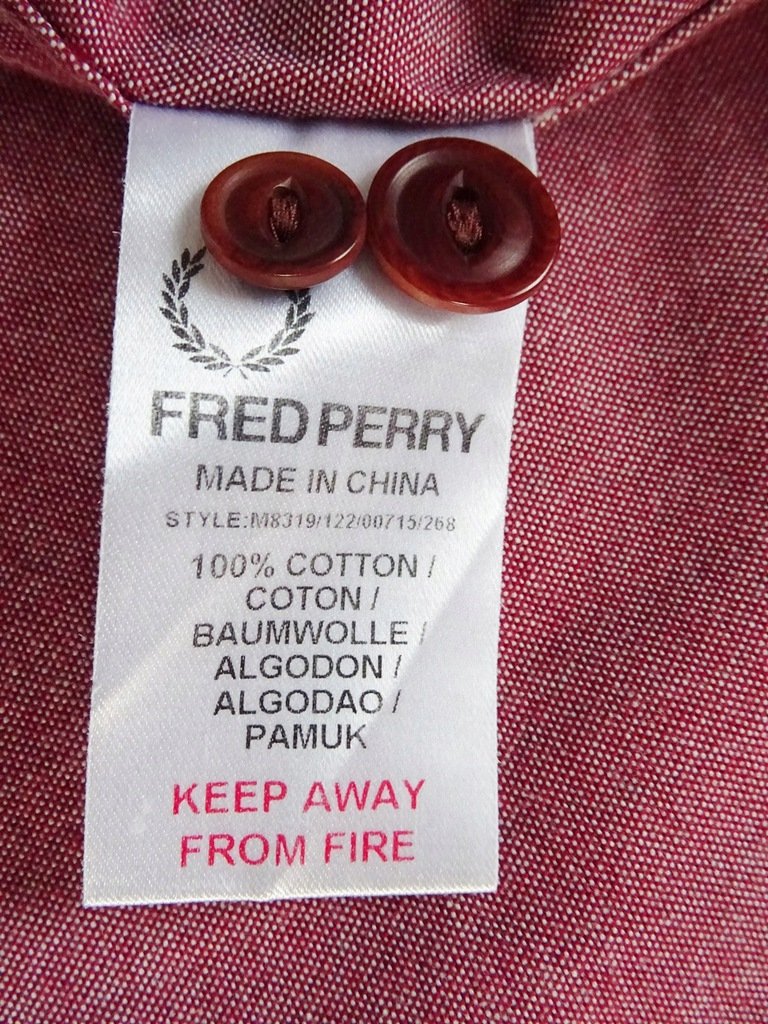 FRED PERRY
MADE IN CHINA
STYLE:M8319/122/00715/268
100% COTTON /
COTON /
BAUMWOLLE /
ALGODON /
ALGODAO /
PAMUK
KEEP AWAY
FROM FIRE